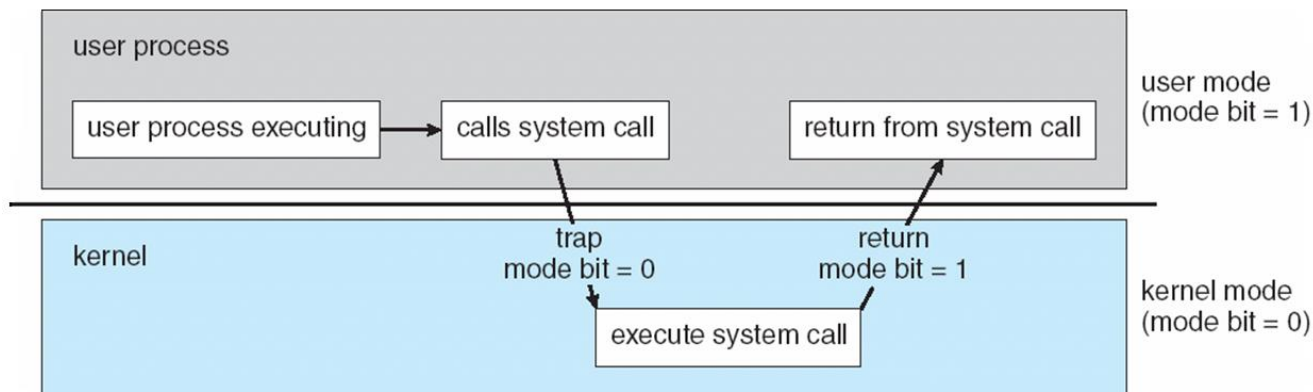 user process
user process executing
calls system call
return from system call
user mode
(mode bit = 1)
kernel
trap
mode bit = 0
return
mode bit = 1
execute system call
kernel mode
(mode bit = 0)